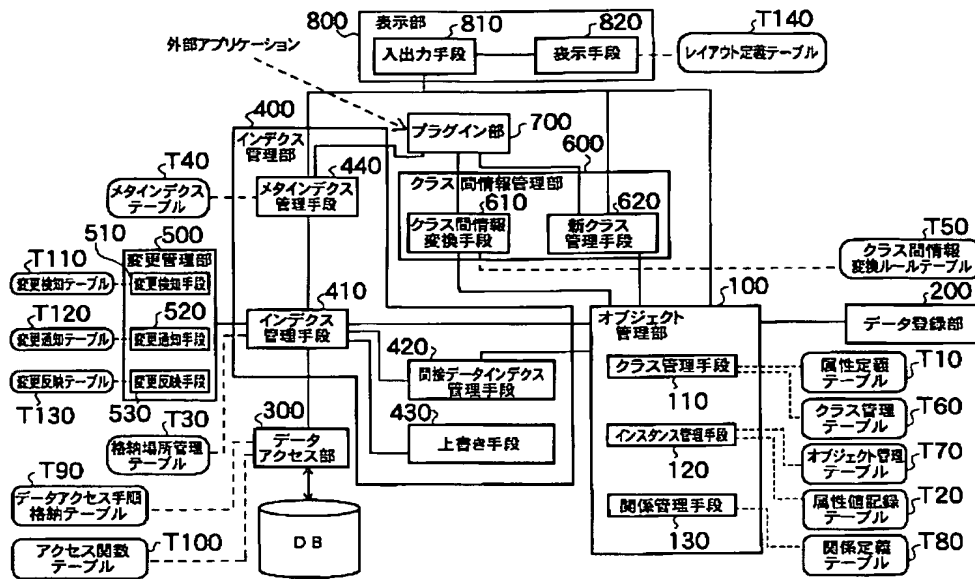 800
表示部
810
820
T140
外部アプリケーション
入出力手段
表示手段
レイアウト定義テーブル
400
プラグイン部
700
インデクス
管理部
600
T40
440
クラス間情報管理部
メタインデクス
テーブル
メタインデクス
管理手段
610
620
クラス間情報
変換手段
新クラス
管理手段
T50
510
500
クラス間情報
変換ルールテーブル
T110
変更管理部
変更検知テーブル
変更検知手段
410
100
200
T120
520
インデクス
管理手段
オブジェクト
管理部
データ登録部
変更通知テーブル
変更通知手段
420
クラス管理手段
T10
変更反映テーブル
変更反映手段
間接データインデクス
管理手段
属性定義
テーブル
T130
530
110
T60
T30
300
430
クラス管理
テーブル
格納場所管理
テーブル
データ
アクセス部
上書き手段
インスタンス管理手段
T70
T90
120
オブジェクト管理
テーブル
データアクセス手順
格納テーブル
T20
関係管理手段
属性値記録
テーブル
T100
130
T80
アクセス関数
テーブル
DB
関係定義
テーブル